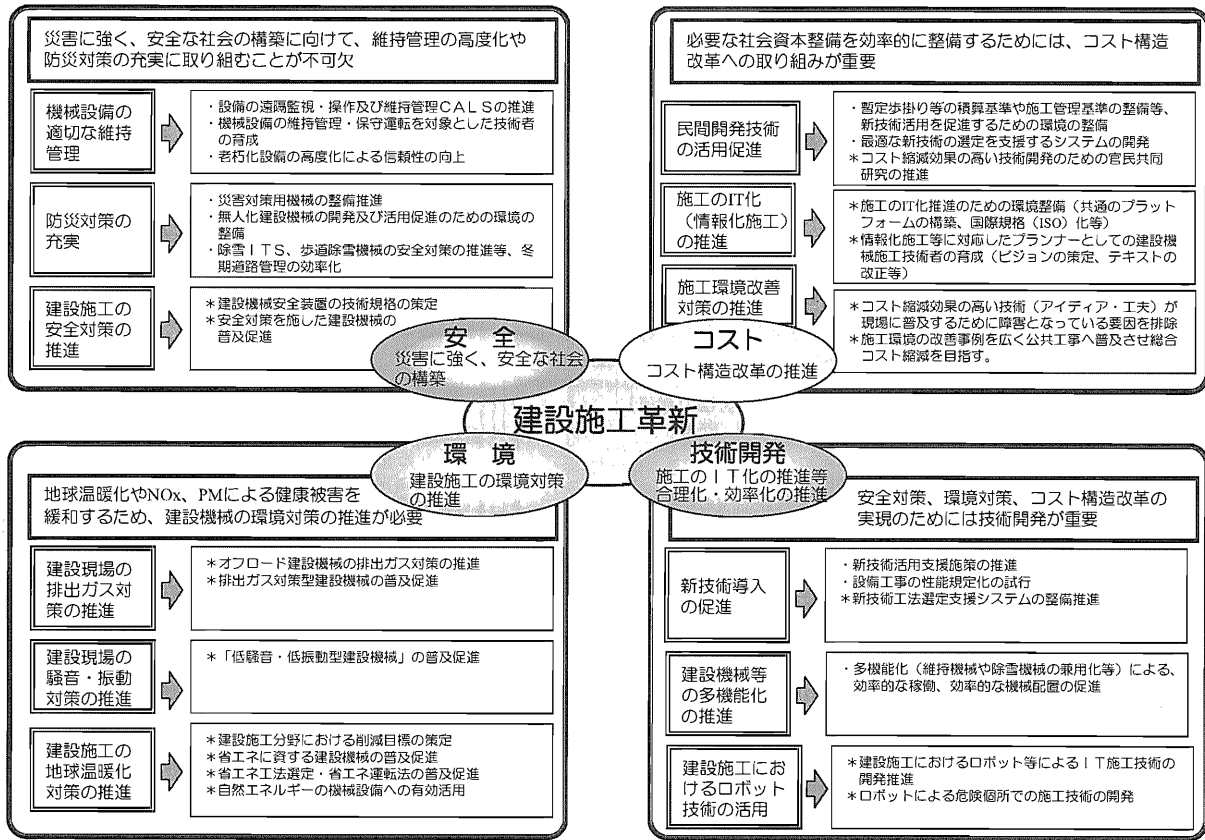 災害に強く、安全な社会の構築に向けて、維持管理の高度化や
防災対策の充実に取り組むことが不可欠
機械設備の
適切な維持
管理
・設備の遠隔監視・操作及び維持管理CALSの推進
・機械設備の維持管理・保守運転を対象とした技術者
の育成
・老朽化設備の高度化による信頼性の向上
防災対策の
充実
・災害対策用機械の整備推進
・無人化建設機械の開発及び活用促進のための環境の
整備
・除雪ITS、歩道除雪機械の安全対策の推進等、冬
期道路管理の効率化
建設施工の
安全対策の
推進
＊建設機械安全装置の技術規格の策定
＊安全対策を施した建設機械の
普及促進
必要な社会資本整備を効率的に整備するためには、コスト構造
改革への取り組みが重要
民間開発技術
の活用促進
・暫定歩掛り等の積算基準や施工管理基準の整備等、
新技術活用を促進するための環境の整備
・最適な新技術の選定を支援するシステムの開発
＊コスト縮減効果の高い技術開発のための官民共同
研究の推進
施工のIT化
（情報化施工）
の推進
＊施工のIT化推進のための環境整備（共通のプラット
フォームの構築、国際規格（ISO）化等）
＊情報化施工等に対応したプランナーとしての建設機
械施工技術者の育成（ビジョンの策定、テキストの
改正等）
施工環境改善
対策の推進
＊コスト縮減効果の高い技術（アイディア・工夫）が
現場に普及するために障害となっている要因を排除
＊施工環境の改善事例を広く公共工事へ普及させ総合
コスト縮減を目指す。
安 全
災害に強く、安全な社会
の構築
コスト
コスト構造改革の推進
建設施工革新
環 境
建設施工の環境対策
の推進
技術開発
施工のIT化の推進等
合理化・効率化の推進
地球温暖化やNOx、PMによる健康被害を
緩和するため、建設機械の環境対策の推進が必要
建設現場の
排出ガス対
策の推進
＊オフロード建設機械の排出ガス対策の推進
＊排出ガス対策型建設機械の普及促進
建設現場の
騒音・振動
対策の推進
＊「低騒音・低振動型建設機械」の普及促進
建設施工の
地球温暖化
対策の推進
＊建設施工分野における削減目標の策定
＊省エネに資する建設機械の普及促進
＊省エネ工法選定・省エネ運転法の普及促進
＊自然エネルギーの機械設備への有効活用
安全対策、環境対策、コスト構造改革の
実現のためには技術開発が重要
新技術導入
の促進
・新技術活用支援施策の推進
・設備工事の性能規定化の試行
＊新技術工法選定支援システムの整備推進
建設機械等
の多機能化
の推進
・多機能化（維持機械や除雪機械の兼用化等）による、
効率的な稼働、効率的な機械配置の促進
建設施工にお
けるロボット
技術の活用
＊建設施工におけるロボット等によるIT施工技術の
開発推進
＊ロボットによる危険個所での施工技術の開発